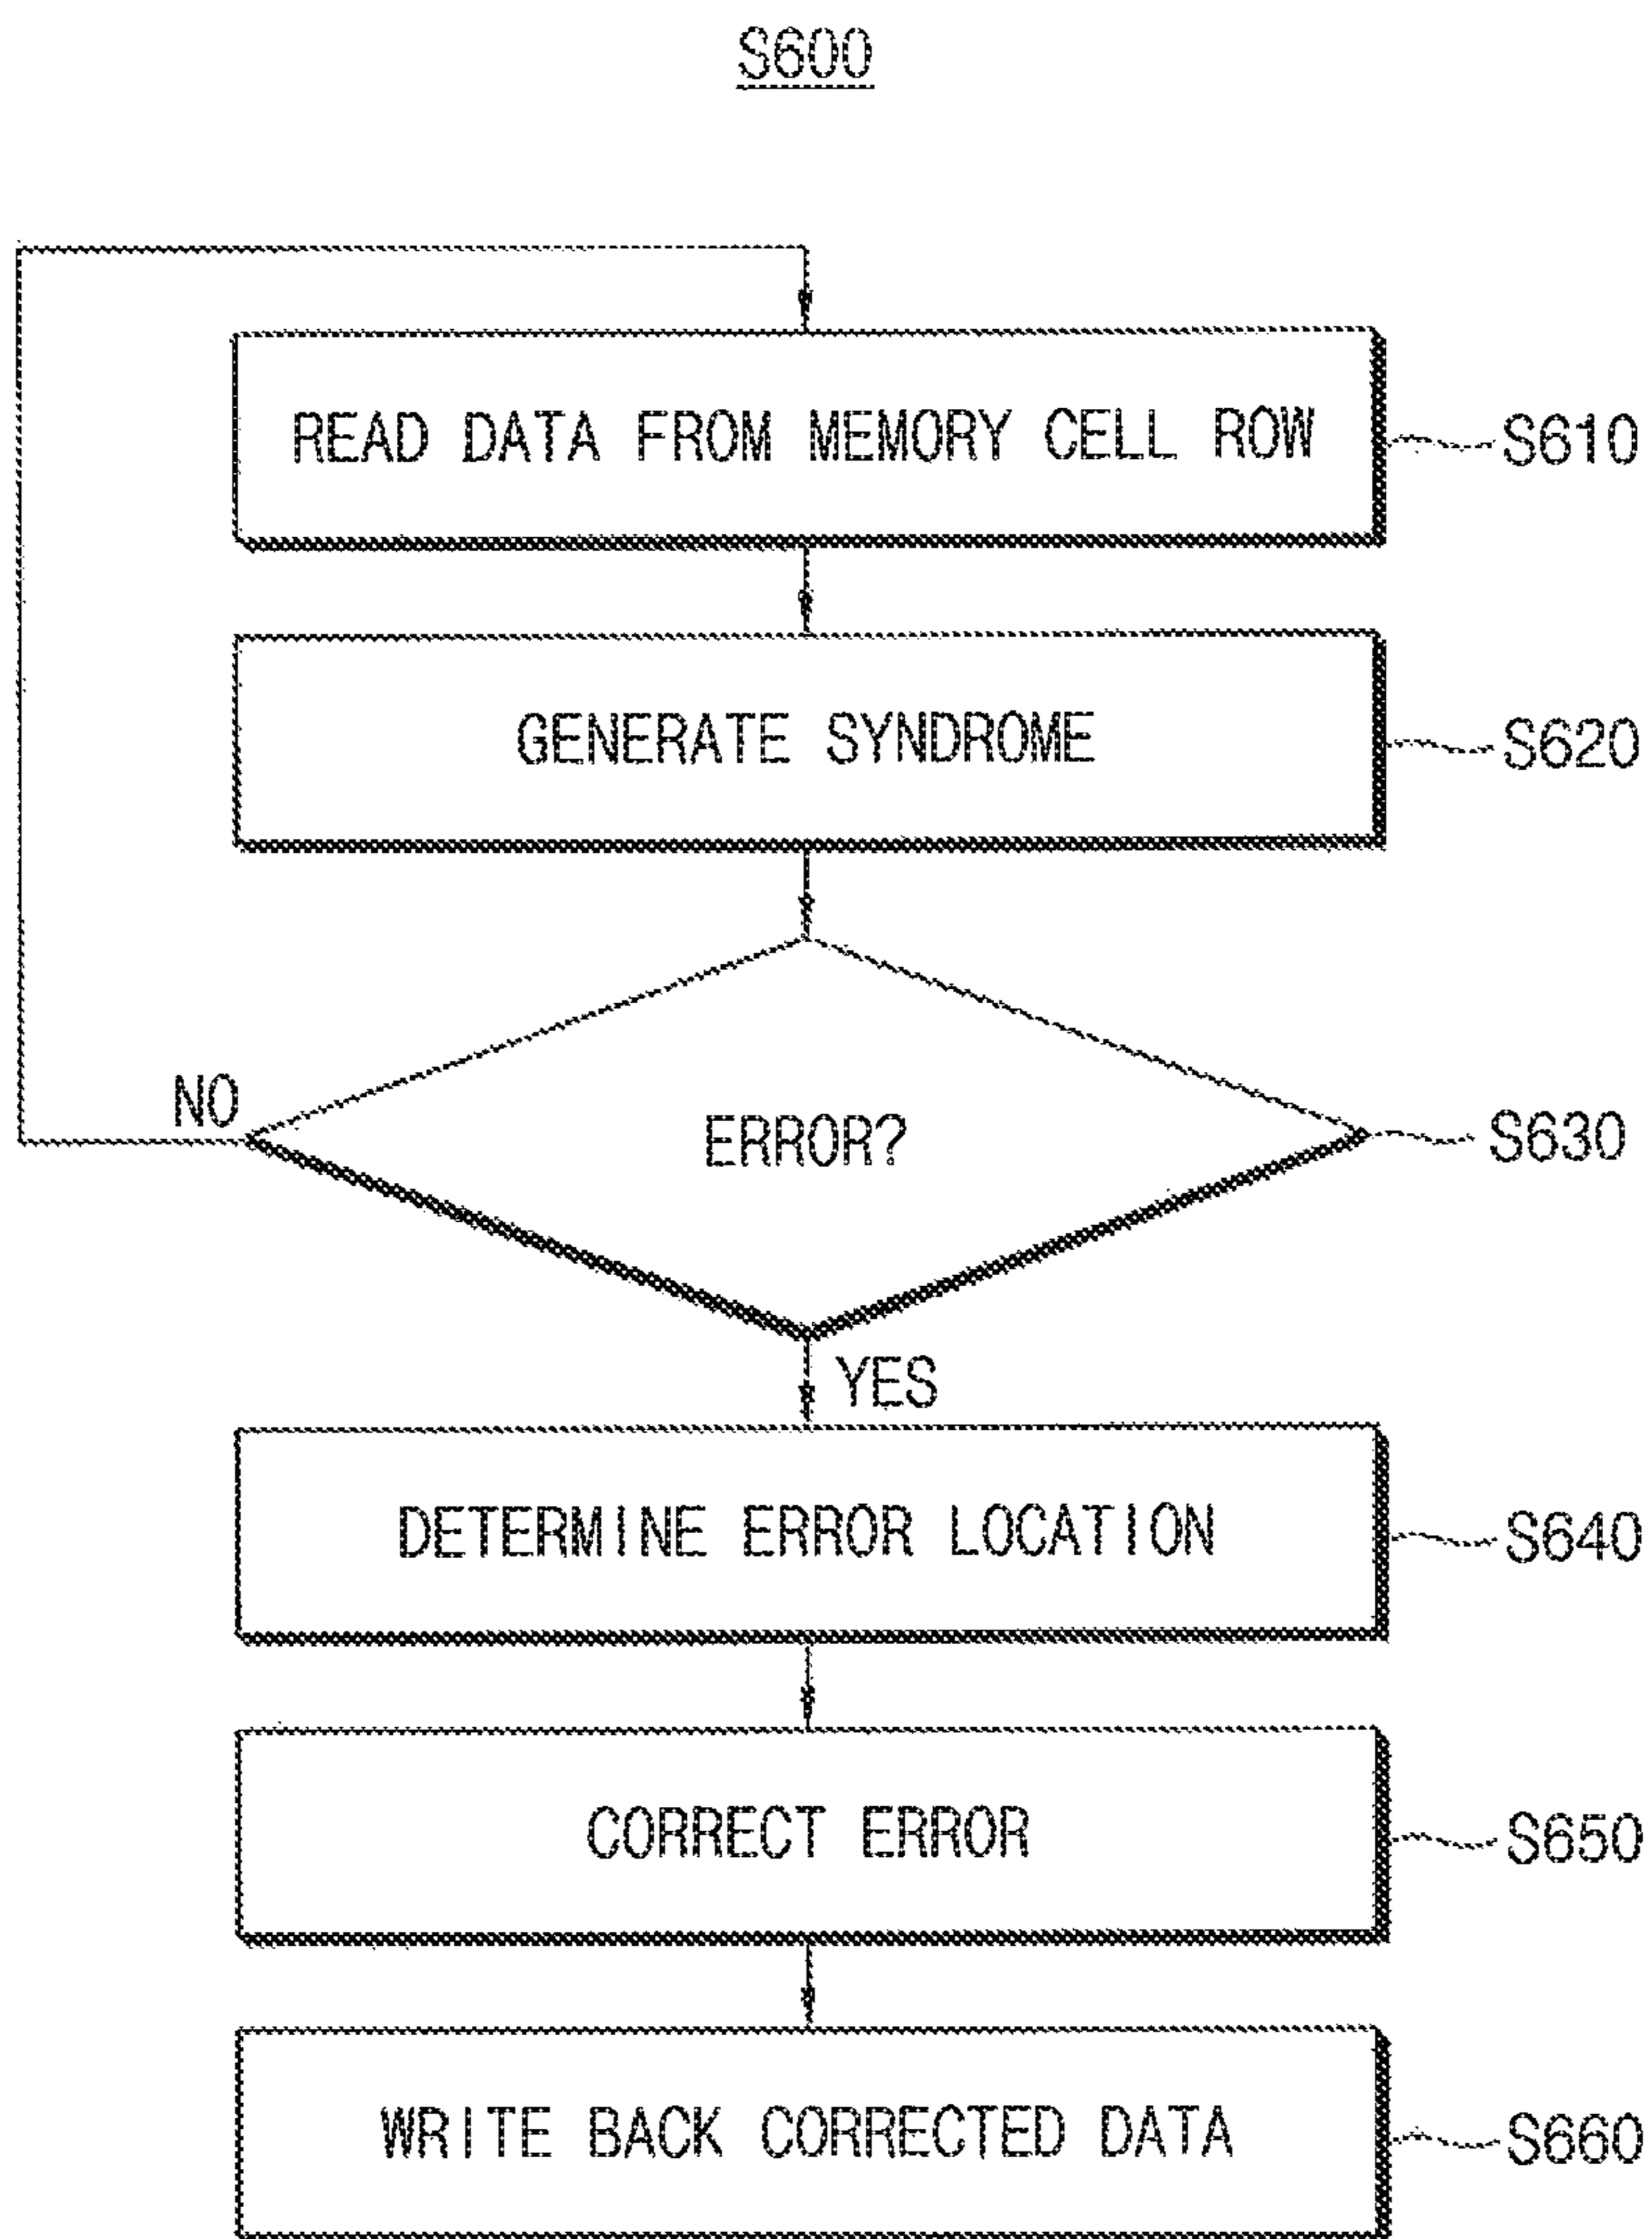 S600
READ DATA FROM MEMORY CELL ROW
S610
GENERATE SYNDROME
S620
NO
ERROR?
S630
YES
DETERMINE ERROR LOCATION
S640
CORRECT ERROR
S650
WRITE BACK CORRECTED DATA
S660